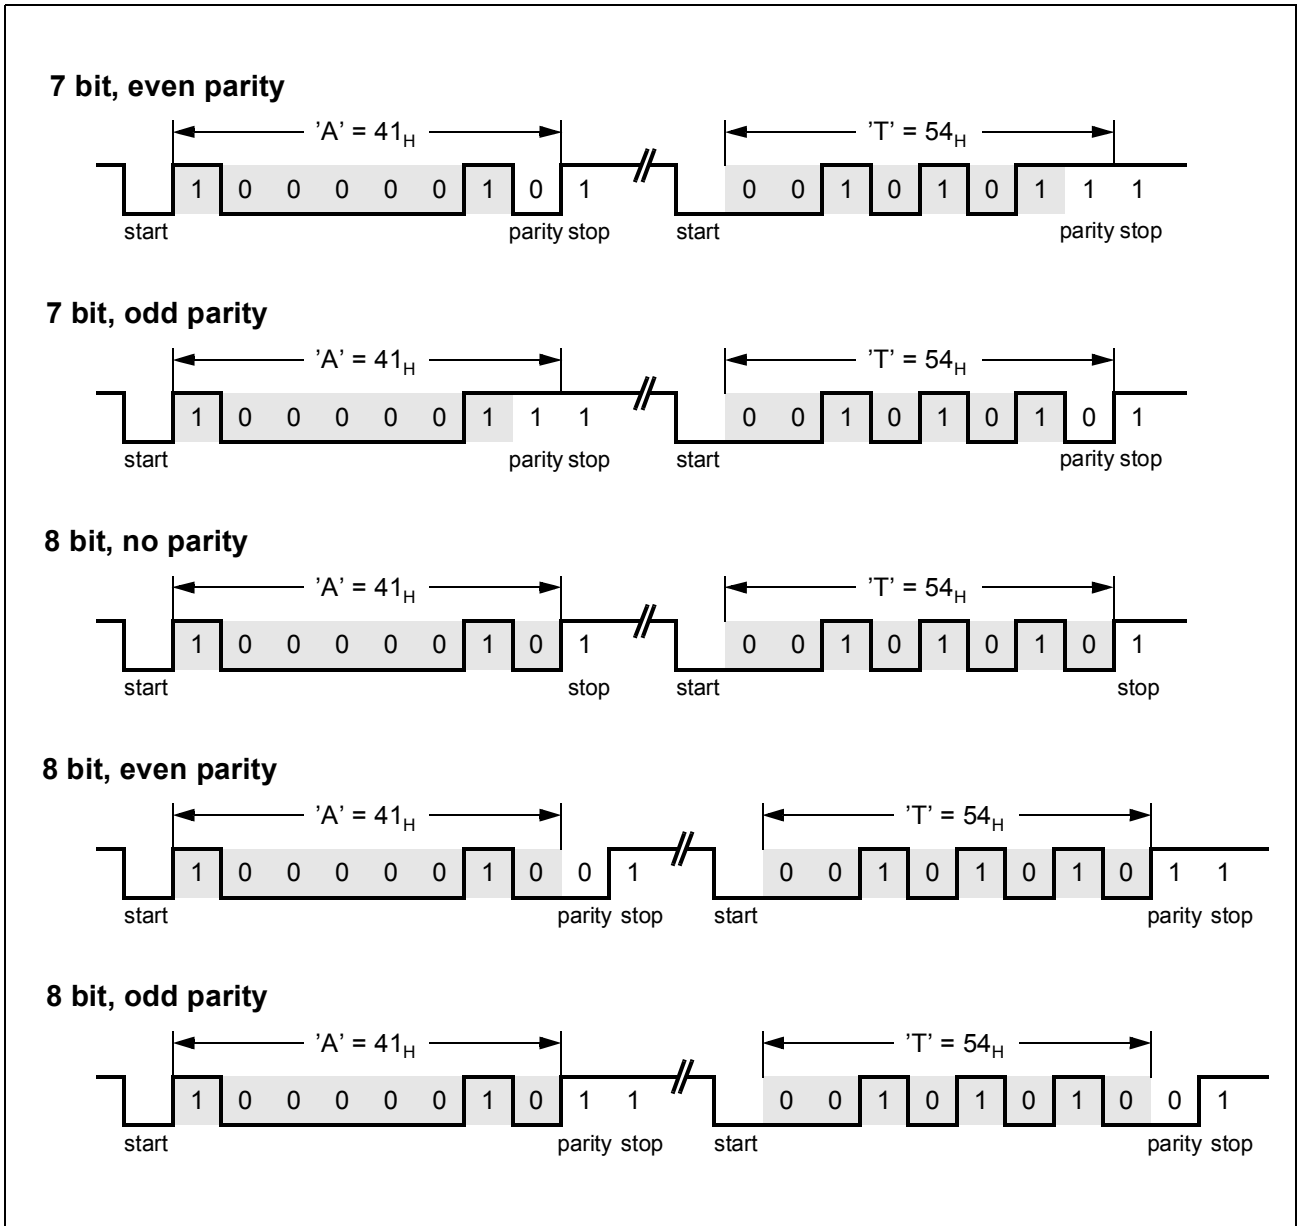 7 bit, even parity
’A’ = 41H ’T’ = 54H
1 0 0 0 0 0 1 0 1 // 0 0 1 0 1 0 1 1 1
start parity stop start parity stop
7 bit, odd parity
’A’ = 41H ’T’ = 54H
1 0 0 0 0 0 1 1 1 // 0 0 1 0 1 0 1 0 1
start parity stop start parity stop
8 bit, no parity
’A’ = 41H ’T’ = 54H
1 0 0 0 0 0 1 0 1 // 0 0 1 0 1 0 1 0 1
start stop start stop
8 bit, even parity
’A’ = 41H ’T’ = 54H
1 0 0 0 0 0 1 0 0 1 // 0 0 1 0 1 0 1 0 1 1
start parity stop start parity stop
8 bit, odd parity
’A’ = 41H ’T’ = 54H
1 0 0 0 0 0 1 0 1 1 // 0 0 1 0 1 0 1 0 0 1
start parity stop start parity stop